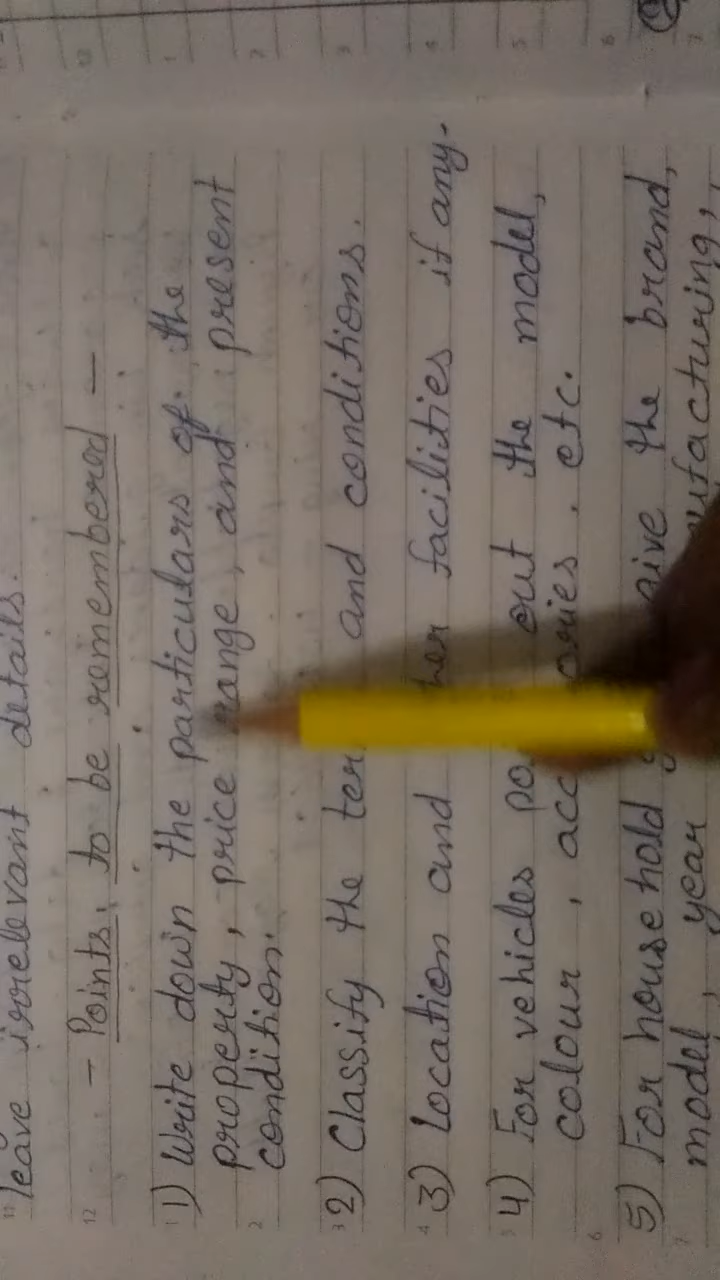 leave irrelevant details.
- Points to be remembered -
1) Write down the particulars of the
property, price range and present
condition.
2) Classify the and conditions.
3) Location and facilities if any.
4) For vehicles out the model,
colour, etc.
5) For household the brand,
model, year